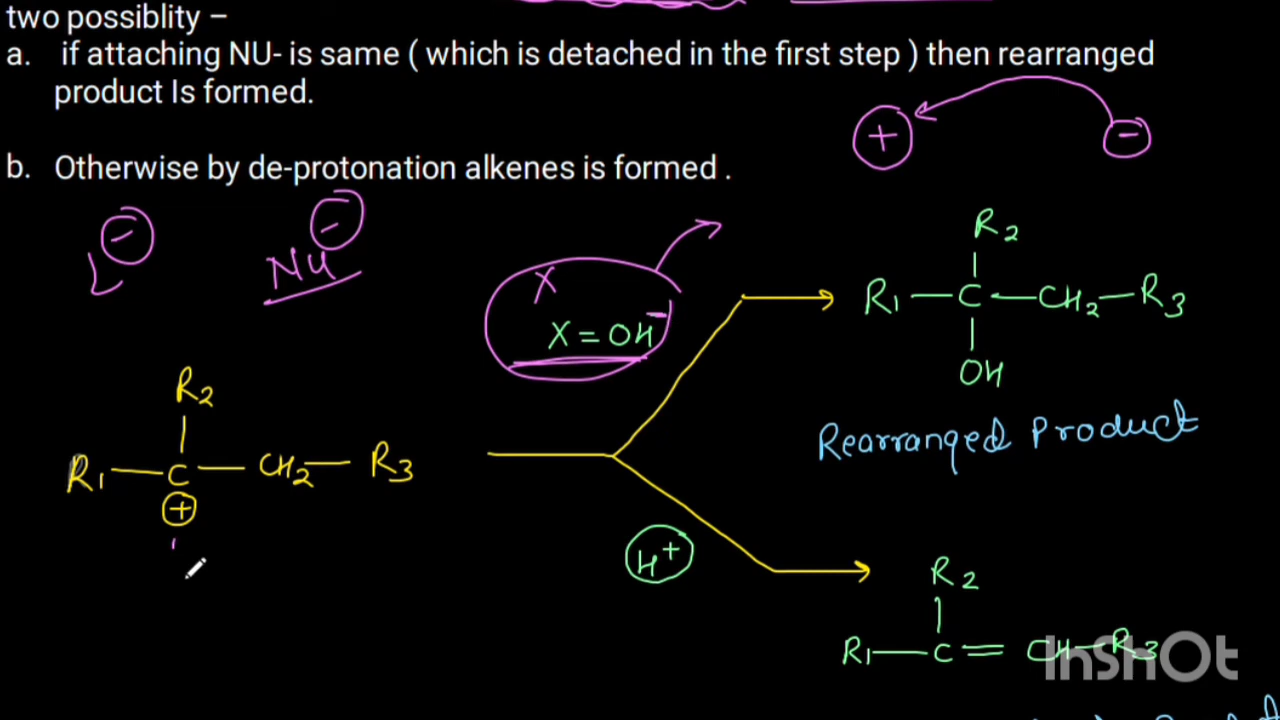 two possiblity –
a. if attaching NU- is same ( which is detached in the first step ) then rearranged
product Is formed.
b. Otherwise by de-protonation alkenes is formed .
+ −
L− Nu−
X
X = OH−
R2
R1—C—CH2—R3
OH
Rearranged Product
R2
R1—C—CH2—R3
+
H+
R2
R1—C=CH—R3
InShOt